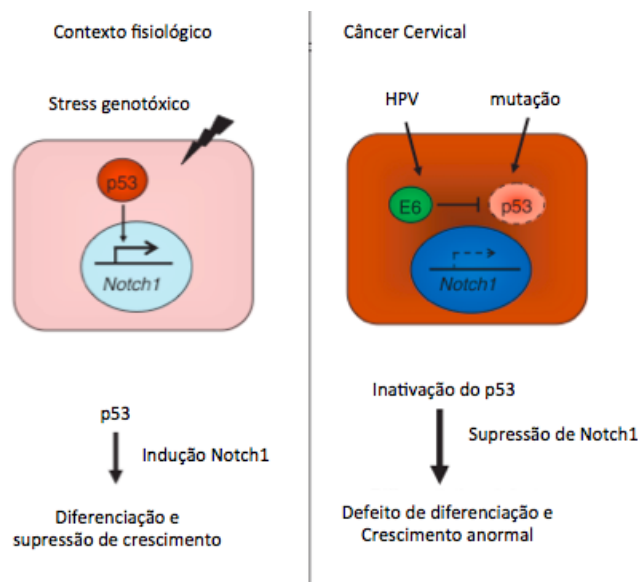 Contexto fisiológico
Stress genotóxico
p53
Notch1
p53
Indução Notch1
Diferenciação e
supressão de crescimento
Câncer Cervical
HPV
mutação
E6
p53
Notch1
Inativação do p53
Supressão de Notch1
Defeito de diferenciação e
Crescimento anormal